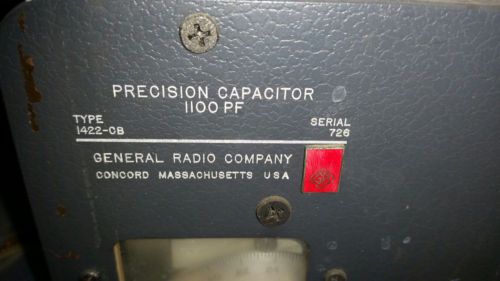 PRECISION CAPACITOR
1100 PF
TYPE SERIAL
1422-CB 726
GENERAL RADIO COMPANY
CONCORD MASSACHUSETTS USA